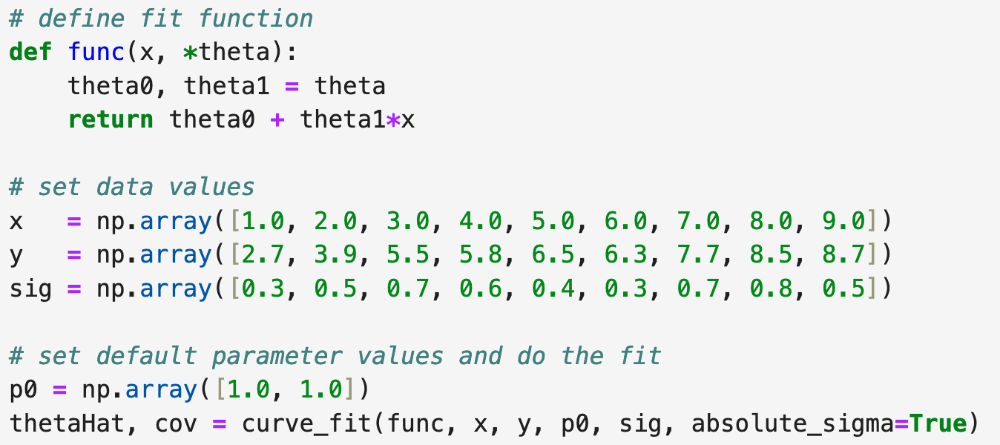 # define fit function
def func(x, *theta):
    theta0, theta1 = theta
    return theta0 + theta1*x
# set data values
x   = np.array([1.0, 2.0, 3.0, 4.0, 5.0, 6.0, 7.0, 8.0, 9.0])
y   = np.array([2.7, 3.9, 5.5, 5.8, 6.5, 6.3, 7.7, 8.5, 8.7])
sig = np.array([0.3, 0.5, 0.7, 0.6, 0.4, 0.3, 0.7, 0.8, 0.5])
# set default parameter values and do the fit
p0 = np.array([1.0, 1.0])
thetaHat, cov = curve_fit(func, x, y, p0, sig, absolute_sigma=True)